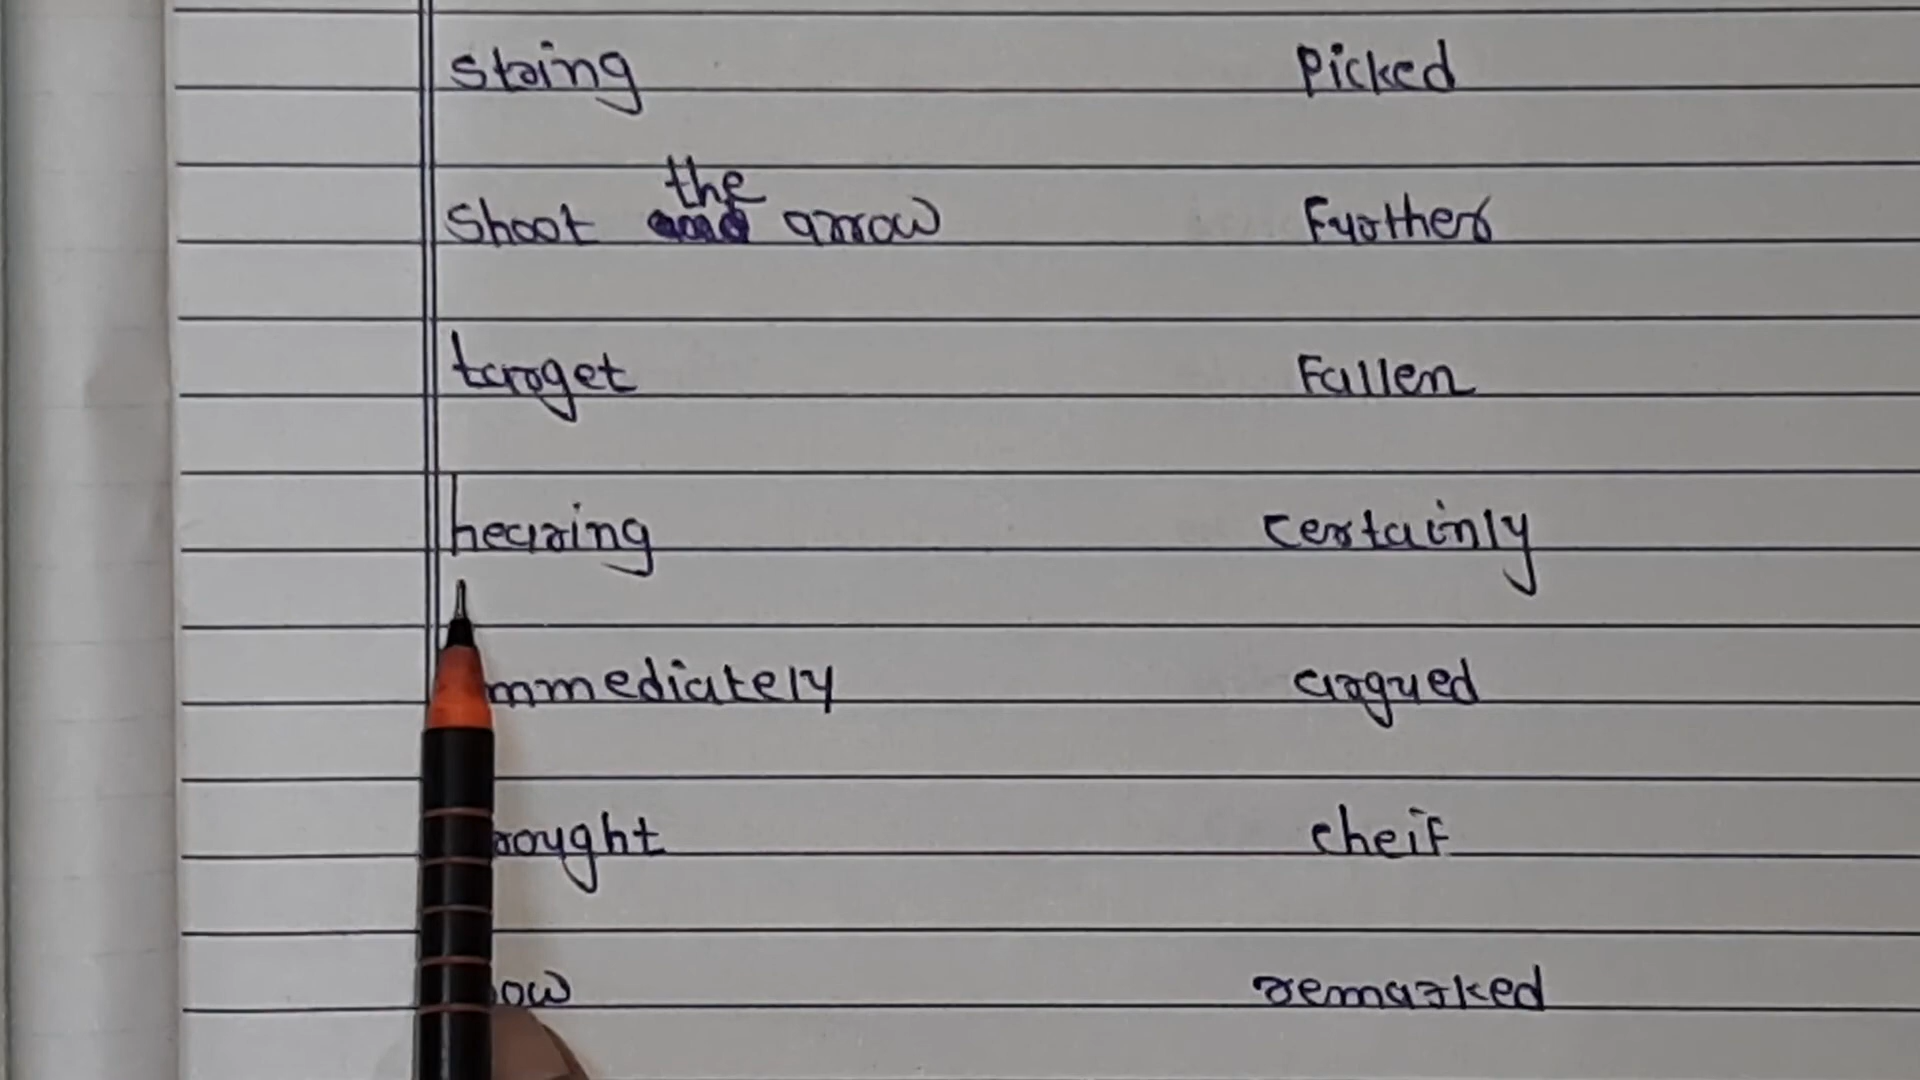 string Picked
Shoot the arrow Further
target Fallen
hearing certainly
mmediately argued
ought cheif
ow remarked